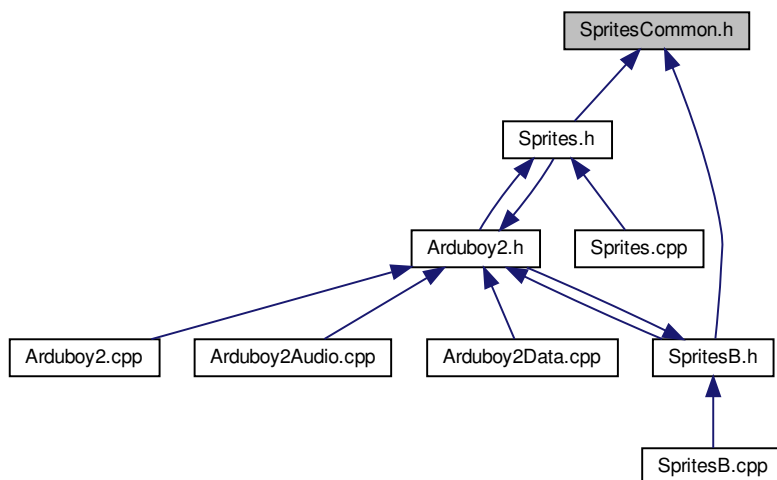 SpritesCommon.h
Sprites.h
Arduboy2.h
Sprites.cpp
Arduboy2.cpp
Arduboy2Audio.cpp
Arduboy2Data.cpp
SpritesB.h
SpritesB.cpp